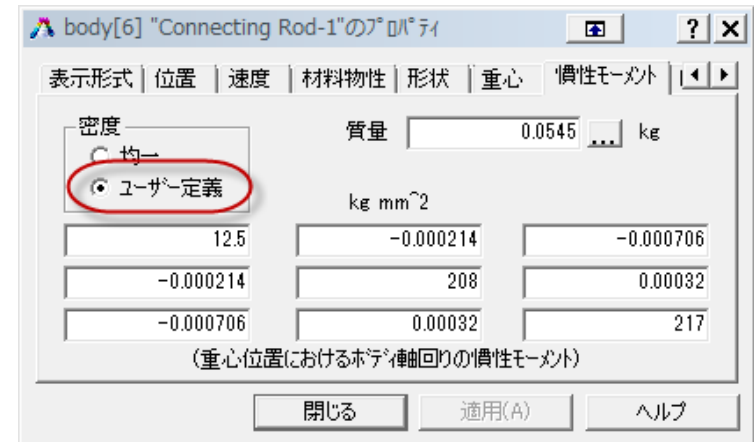 body[6] "Connecting Rod-1"のﾌﾟﾛﾊﾟﾃｨ ? X
表示形式 位置 速度 材料物性 形状 重心 慣性ﾓｰﾒﾝﾄ
密度 質量 0.0545 ... kg
均一
ﾕｰｻﾞｰ定義
kg mm^2
12.5 -0.000214 -0.000706
-0.000214 208 0.00032
-0.000706 0.00032 217
(重心位置におけるﾎﾞﾃﾞｨ軸回りの慣性ﾓｰﾒﾝﾄ)
閉じる 適用(A) ヘルプ